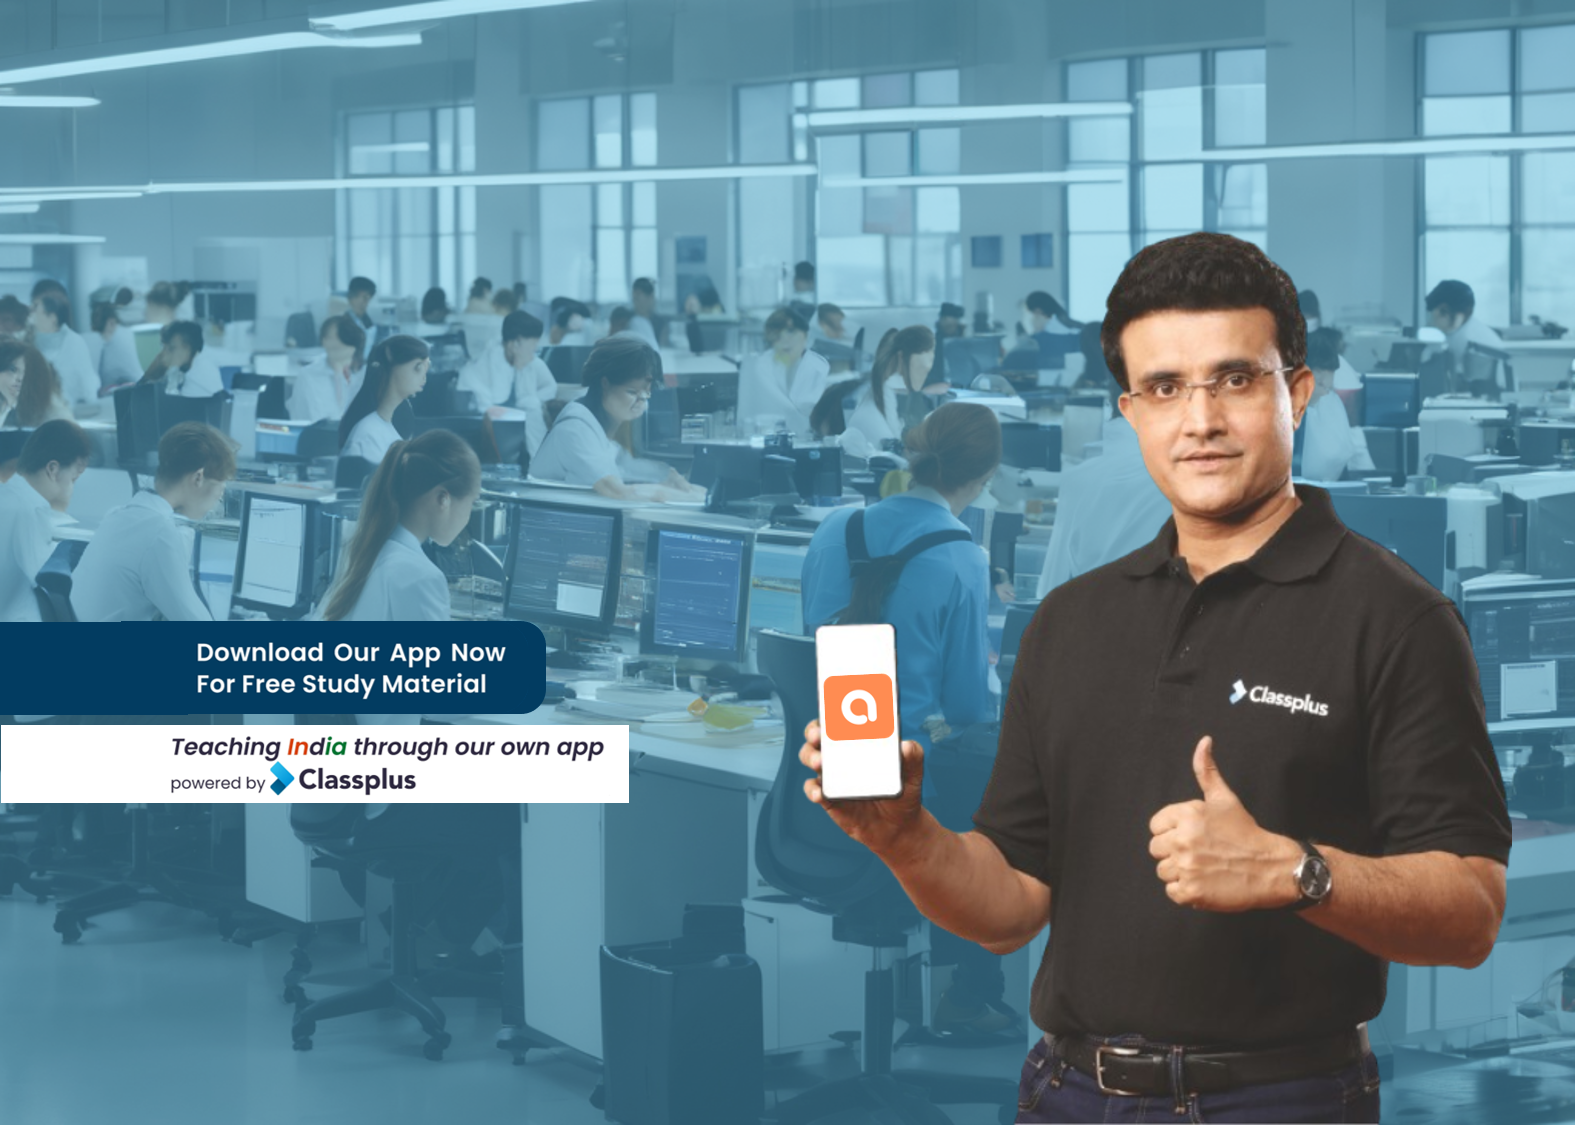 Download Our App Now
For Free Study Material
Teaching India through our own app
powered by Classplus
Classplus
a